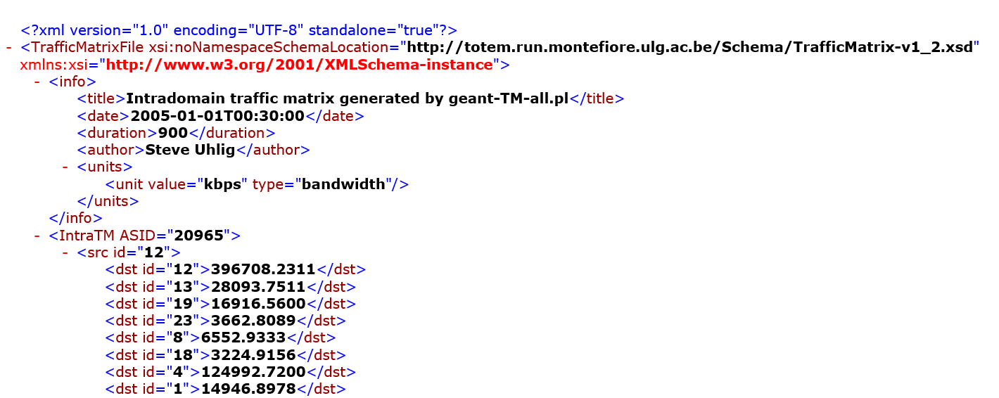 <?xml version="1.0" encoding="UTF-8" standalone="true"?>
- <TrafficMatrixFile xsi:noNamespaceSchemaLocation="http://totem.run.montefiore.ulg.ac.be/Schema/TrafficMatrix-v1_2.xsd"
xmlns:xsi="http://www.w3.org/2001/XMLSchema-instance">
- <info>
<title>Intradomain traffic matrix generated by geant-TM-all.pl</title>
<date>2005-01-01T00:30:00</date>
<duration>900</duration>
<author>Steve Uhlig</author>
- <units>
<unit value="kbps" type="bandwidth"/>
</units>
</info>
- <IntraTM ASID="20965">
- <src id="12">
<dst id="12">396708.2311</dst>
<dst id="13">28093.7511</dst>
<dst id="19">16916.5600</dst>
<dst id="23">3662.8089</dst>
<dst id="8">6552.9333</dst>
<dst id="18">3224.9156</dst>
<dst id="4">124992.7200</dst>
<dst id="1">14946.8978</dst>